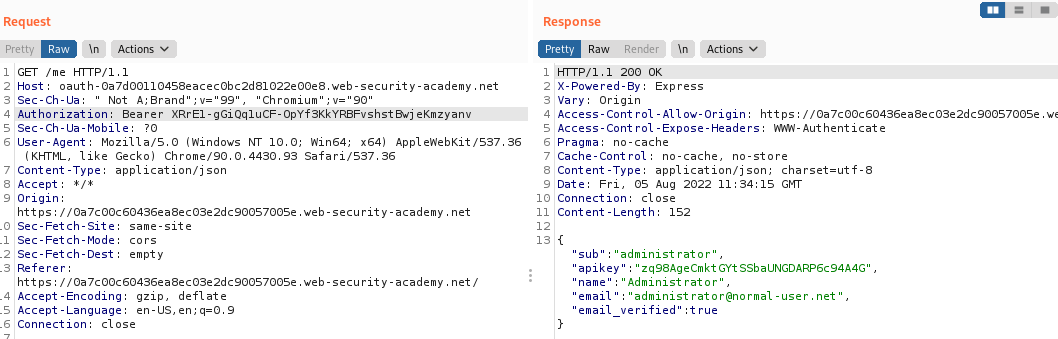 Request
Pretty Raw \n Actions
1 GET /me HTTP/1.1
2 Host: oauth-0a7d00110458eacec0bc2d81022e00e8.web-security-academy.net
3 Sec-Ch-Ua: " Not A;Brand";v="99", "Chromium";v="90"
4 Authorization: Bearer XRrE1-gGiQq1uCF-OpYf3KkYRBFvshstBwjeKmzyanv
5 Sec-Ch-Ua-Mobile: ?0
6 User-Agent: Mozilla/5.0 (Windows NT 10.0; Win64; x64) AppleWebKit/537.36
(KHTML, like Gecko) Chrome/90.0.4430.93 Safari/537.36
7 Content-Type: application/json
8 Accept: */*
9 Origin:
https://0a7c00c60436ea8ec03e2dc90057005e.web-security-academy.net
10 Sec-Fetch-Site: same-site
11 Sec-Fetch-Mode: cors
12 Sec-Fetch-Dest: empty
13 Referer:
https://0a7c00c60436ea8ec03e2dc90057005e.web-security-academy.net/
14 Accept-Encoding: gzip, deflate
15 Accept-Language: en-US,en;q=0.9
16 Connection: close
Response
Pretty Raw Render \n Actions
1 HTTP/1.1 200 OK
2 X-Powered-By: Express
3 Vary: Origin
4 Access-Control-Allow-Origin: https://0a7c00c60436ea8ec03e2dc90057005e.we
5 Access-Control-Expose-Headers: WWW-Authenticate
6 Pragma: no-cache
7 Cache-Control: no-cache, no-store
8 Content-Type: application/json; charset=utf-8
9 Date: Fri, 05 Aug 2022 11:34:15 GMT
10 Connection: close
11 Content-Length: 152
12
13 {
"sub":"administrator",
"apikey":"zq98AgeCmktGYtSSbaUNGDARP6c94A4G",
"name":"Administrator",
"email":"administrator@normal-user.net",
"email_verified":true
}